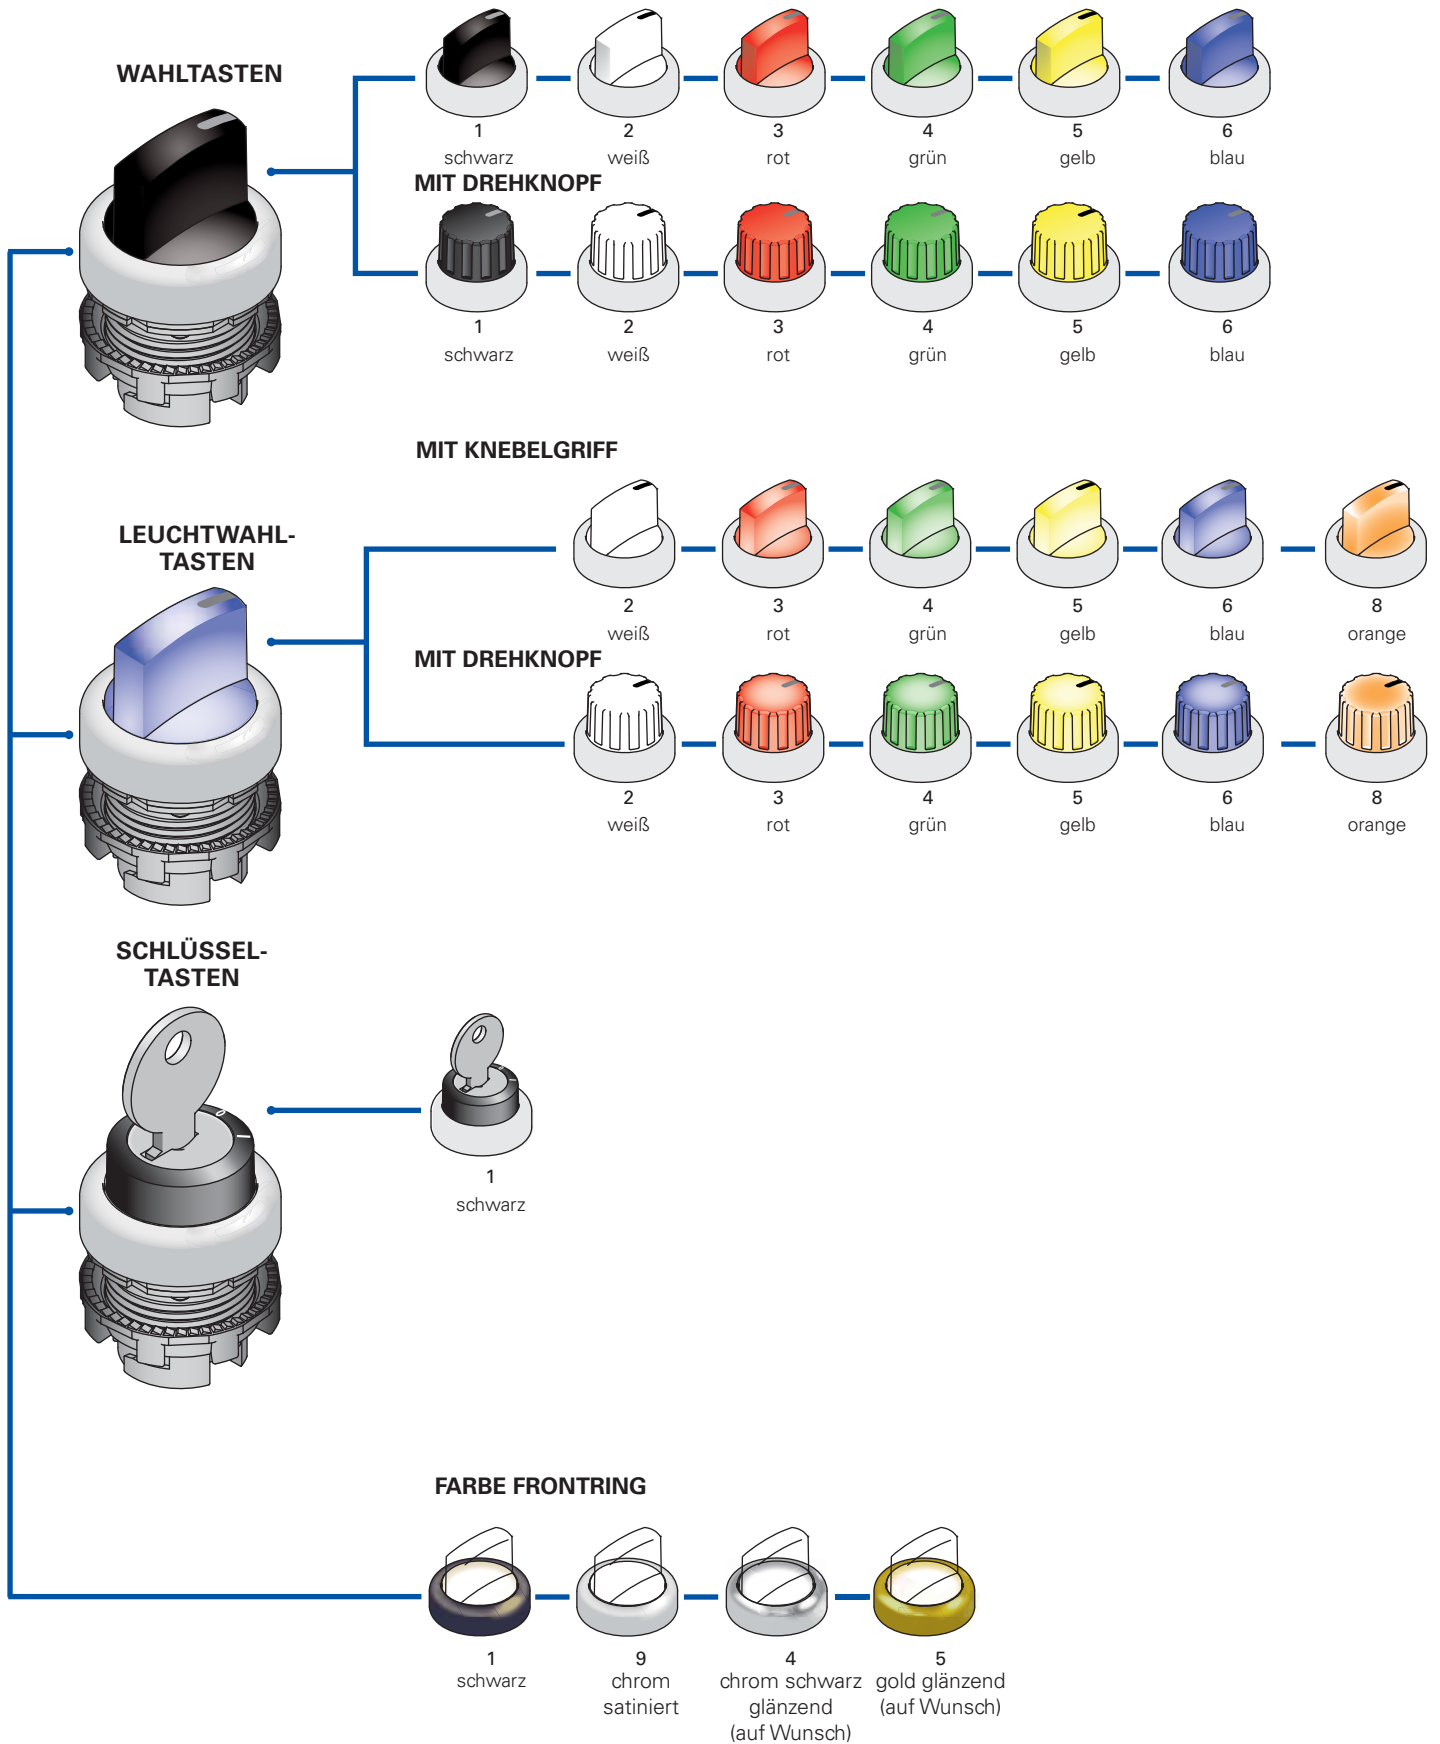 WAHLTASTEN
1 2 3 4 5 6
schwarz weiß rot grün gelb blau
MIT DREHKNOPF
1 2 3 4 5 6
schwarz weiß rot grün gelb blau
MIT KNEBELGRIFF
LEUCHTWAHL-
TASTEN
2 3 4 5 6 8
weiß rot grün gelb blau orange
MIT DREHKNOPF
2 3 4 5 6 8
weiß rot grün gelb blau orange
SCHLÜSSEL-
TASTEN
1
schwarz
FARBE FRONTRING
1
schwarz
9
chrom
satiniert
4
chrom schwarz
glänzend
(auf Wunsch)
5
gold glänzend
(auf Wunsch)